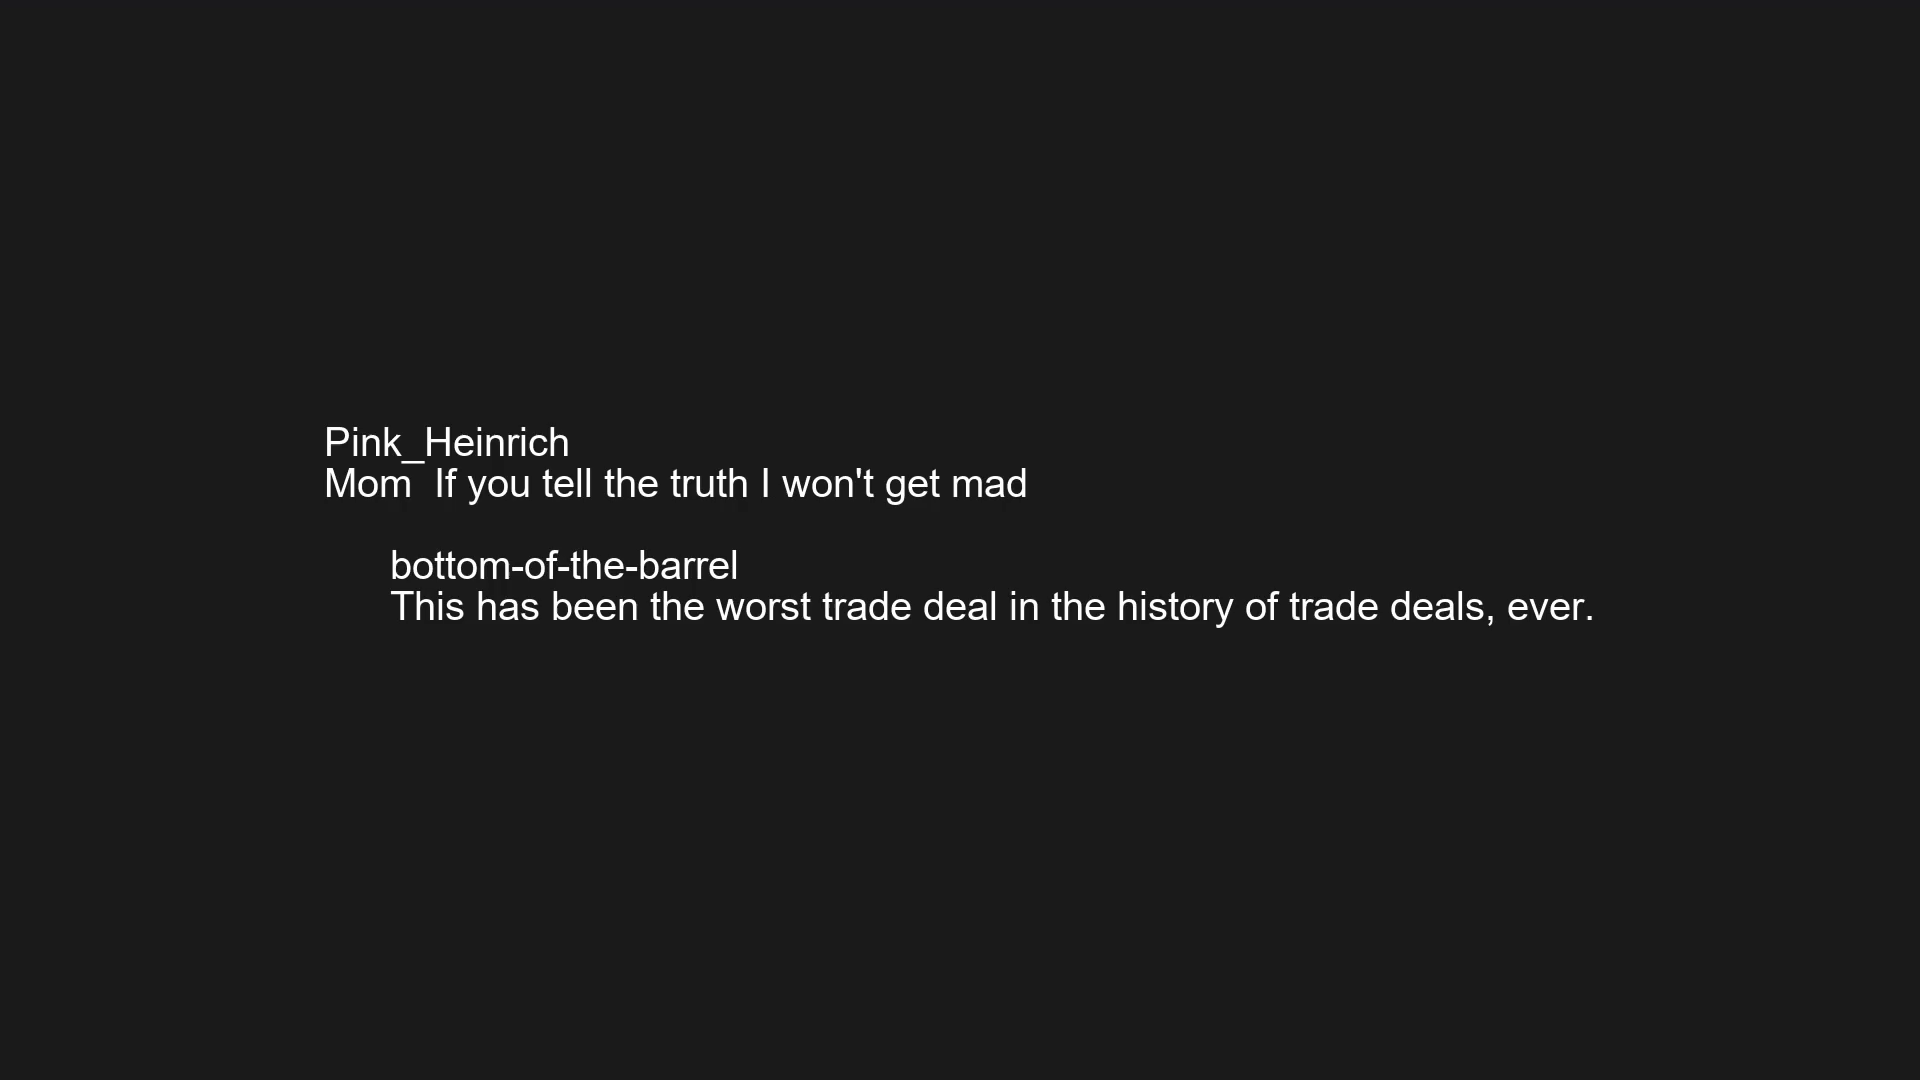 Pink_Heinrich
Mom  If you tell the truth I won't get mad
bottom-of-the-barrel
This has been the worst trade deal in the history of trade deals, ever.